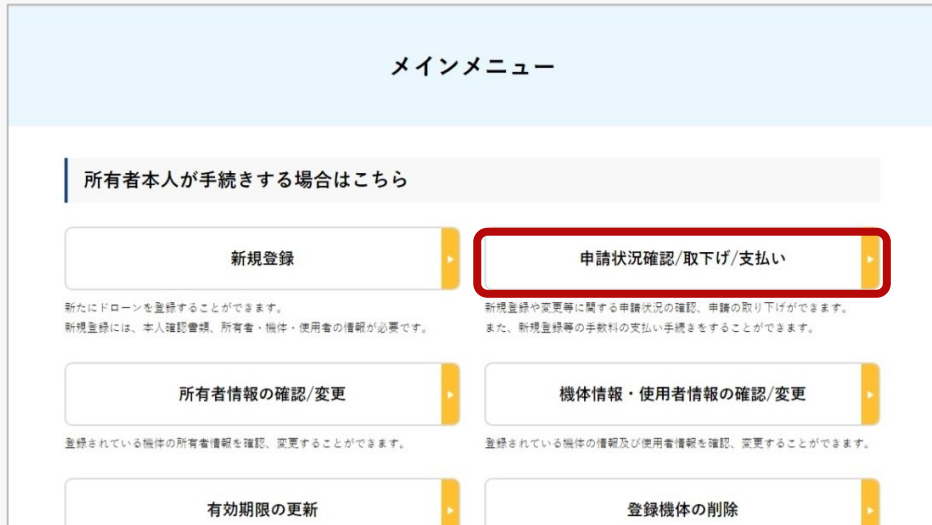 メインメニュー
所有者本人が手続きする場合はこちら
新規登録
申請状況確認/取下げ/支払い
新たにドローンを登録することができます。
新規登録には、本人確認書類、所有者・機体・使用者の情報が必要です。
新規登録や変更等に関する申請状況の確認、申請の取り下げができます。
また、新規登録等の手数料の支払い手続きをすることができます。
所有者情報の確認/変更
機体情報・使用者情報の確認/変更
登録されている機体の所有者情報を確認、変更することができます。
登録されている機体の情報及び使用者情報を確認、変更することができます。
有効期限の更新
登録機体の削除